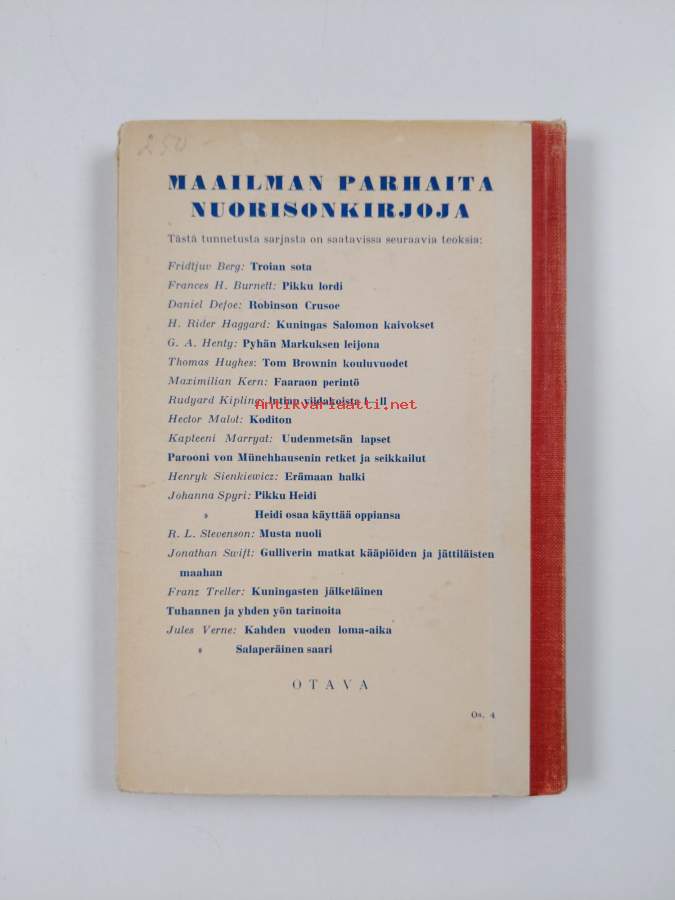 250 -
MAAILMAN PARHAITA
NUORISONKIRJOJA
Tästä tunnetusta sarjasta on saatavissa seuraavia teoksia:
Fridtjuv Berg: Troian sota
Frances H. Burnett: Pikku lordi
Daniel Defoe: Robinson Crusoe
H. Rider Haggard: Kuningas Salomon kaivokset
G. A. Henty: Pyhän Markuksen leijona
Thomas Hughes: Tom Brownin kouluvuodet
Maximilian Kern: Faaraon perintö
Rudyard Kipling: Intian viidakoista I—II
antikvariaatti.net
Hector Malot: Koditon
Kapteeni Marryat: Uudenmetsän lapset
Parooni von Münchhausenin retket ja seikkailut
Henryk Sienkiewicz: Erämaan halki
Johanna Spyri: Pikku Heidi
» Heidi osaa käyttää oppiansa
R. L. Stevenson: Musta nuoli
Jonathan Swift: Gulliverin matkat kääpiöiden ja jättiläisten
maahan
Franz Treller: Kuningasten jälkeläinen
Tuhannen ja yhden yön tarinoita
Jules Verne: Kahden vuoden loma-aika
» Salaperäinen saari
OTAVA
Os. 4